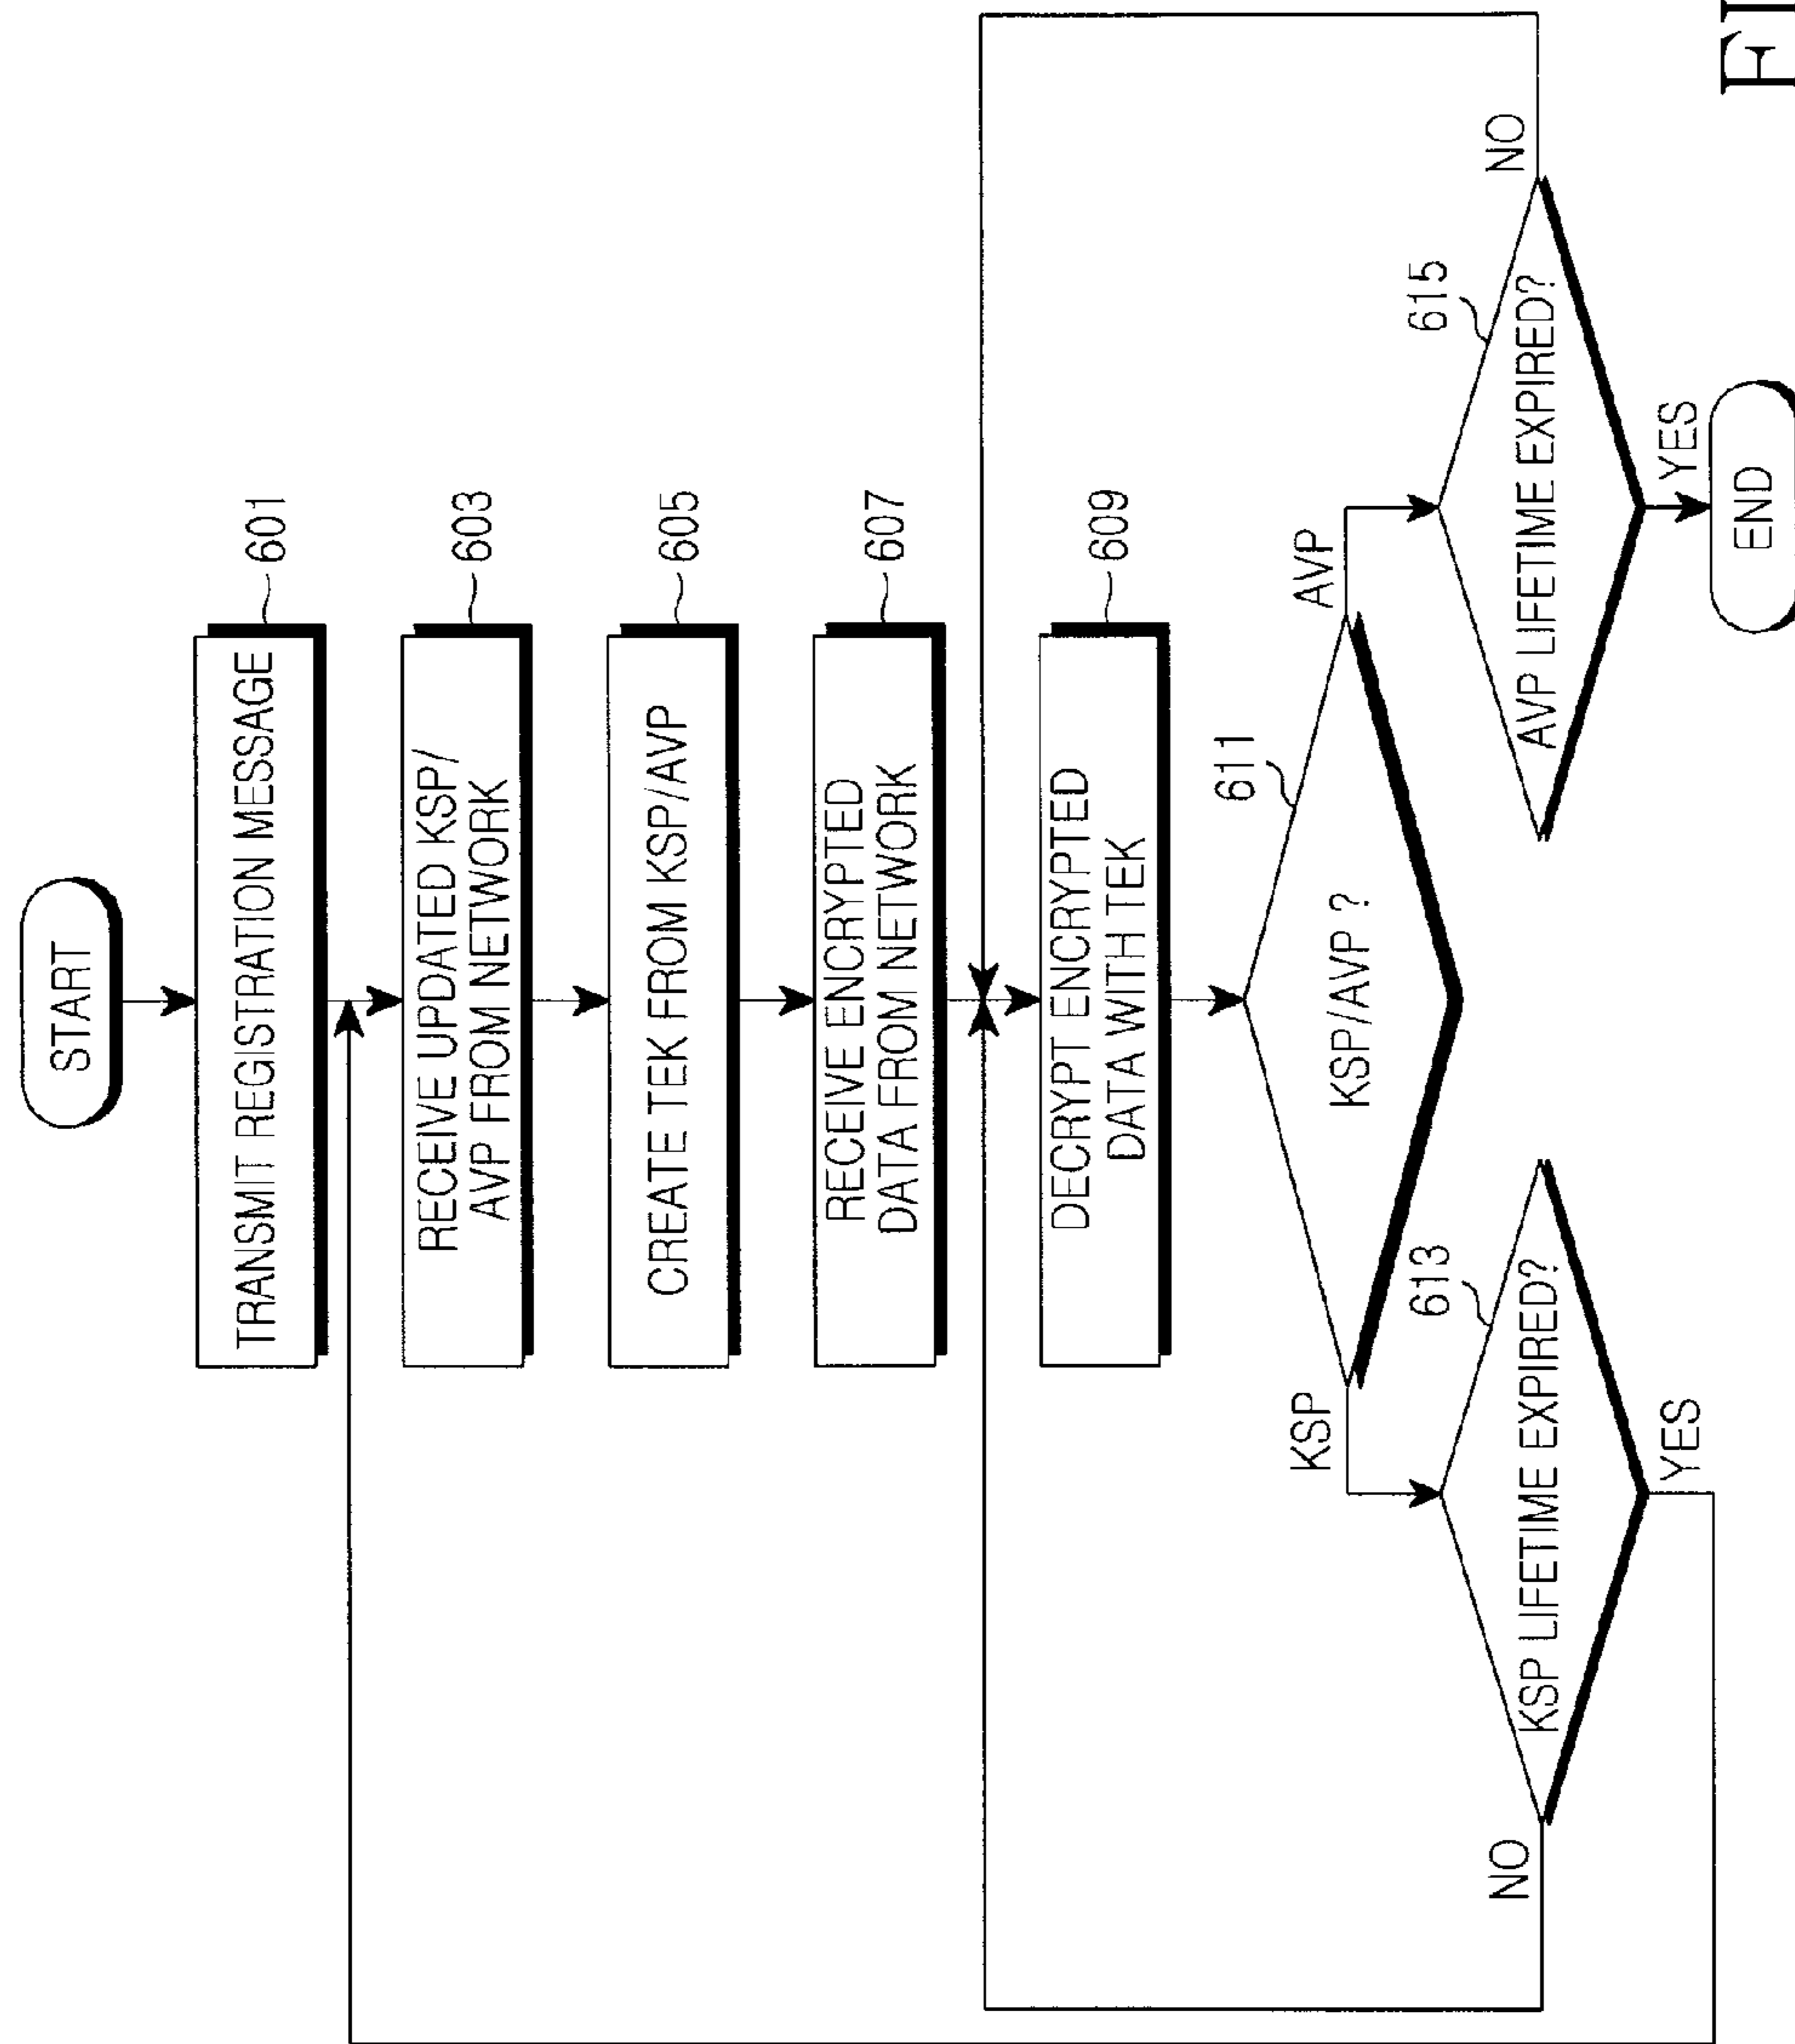 START
TRANSMIT REGISTRATION MESSAGE
601
RECEIVE UPDATED KSP/
AVP FROM NETWORK
603
CREATE TEK FROM KSP/AVP
605
RECEIVE ENCRYPTED
DATA FROM NETWORK
607
DECRYPT ENCRYPTED
DATA WITH TEK
609
611
KSP/AVP ?
KSP
AVP
613
KSP LIFETIME EXPIRED?
NO
YES
615
AVP LIFETIME EXPIRED?
NO
YES
END